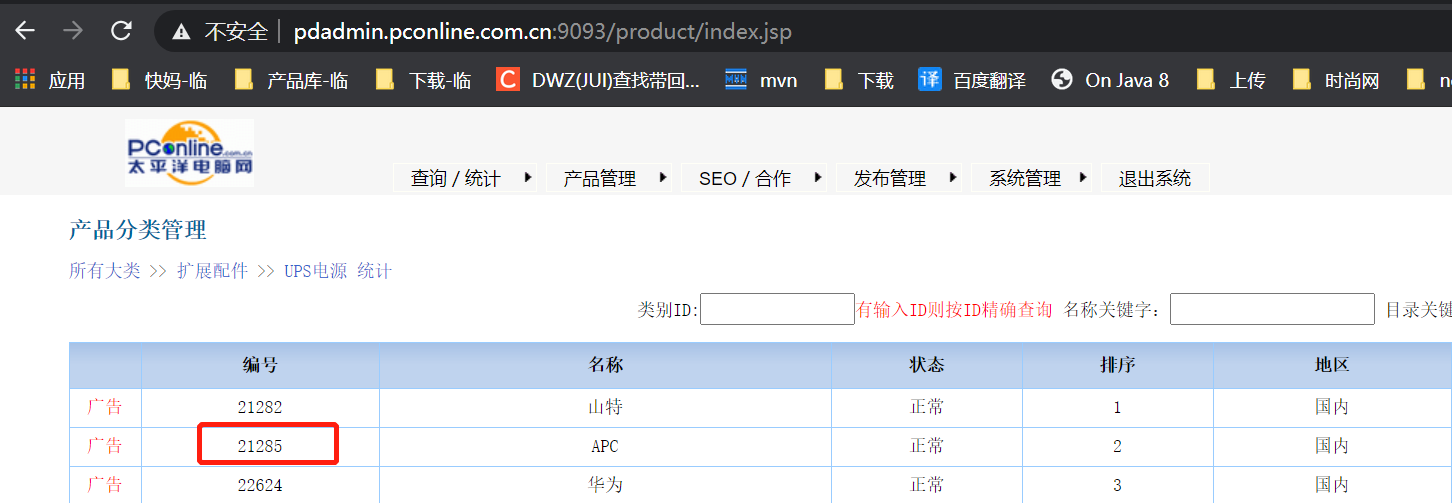 不安全 pdadmin.pconline.com.cn:9093/product/index.jsp
应用 快妈-临 产品库-临 下载-临 C DWZ(JUI)查找带回... mvn 下载 译 百度翻译 On Java 8 上传 时尚网
PConline.com.cn
太平洋电脑网
查询 / 统计 产品管理 SEO / 合作 发布管理 系统管理 退出系统
产品分类管理
所有大类 >> 扩展配件 >> UPS电源 统计
类别ID: 有输入ID则按ID精确查询 名称关键字: 目录关键
编号 名称 状态 排序 地区
广告 21282 山特 正常 1 国内
广告 21285 APC 正常 2 国内
广告 22624 华为 正常 3 国内